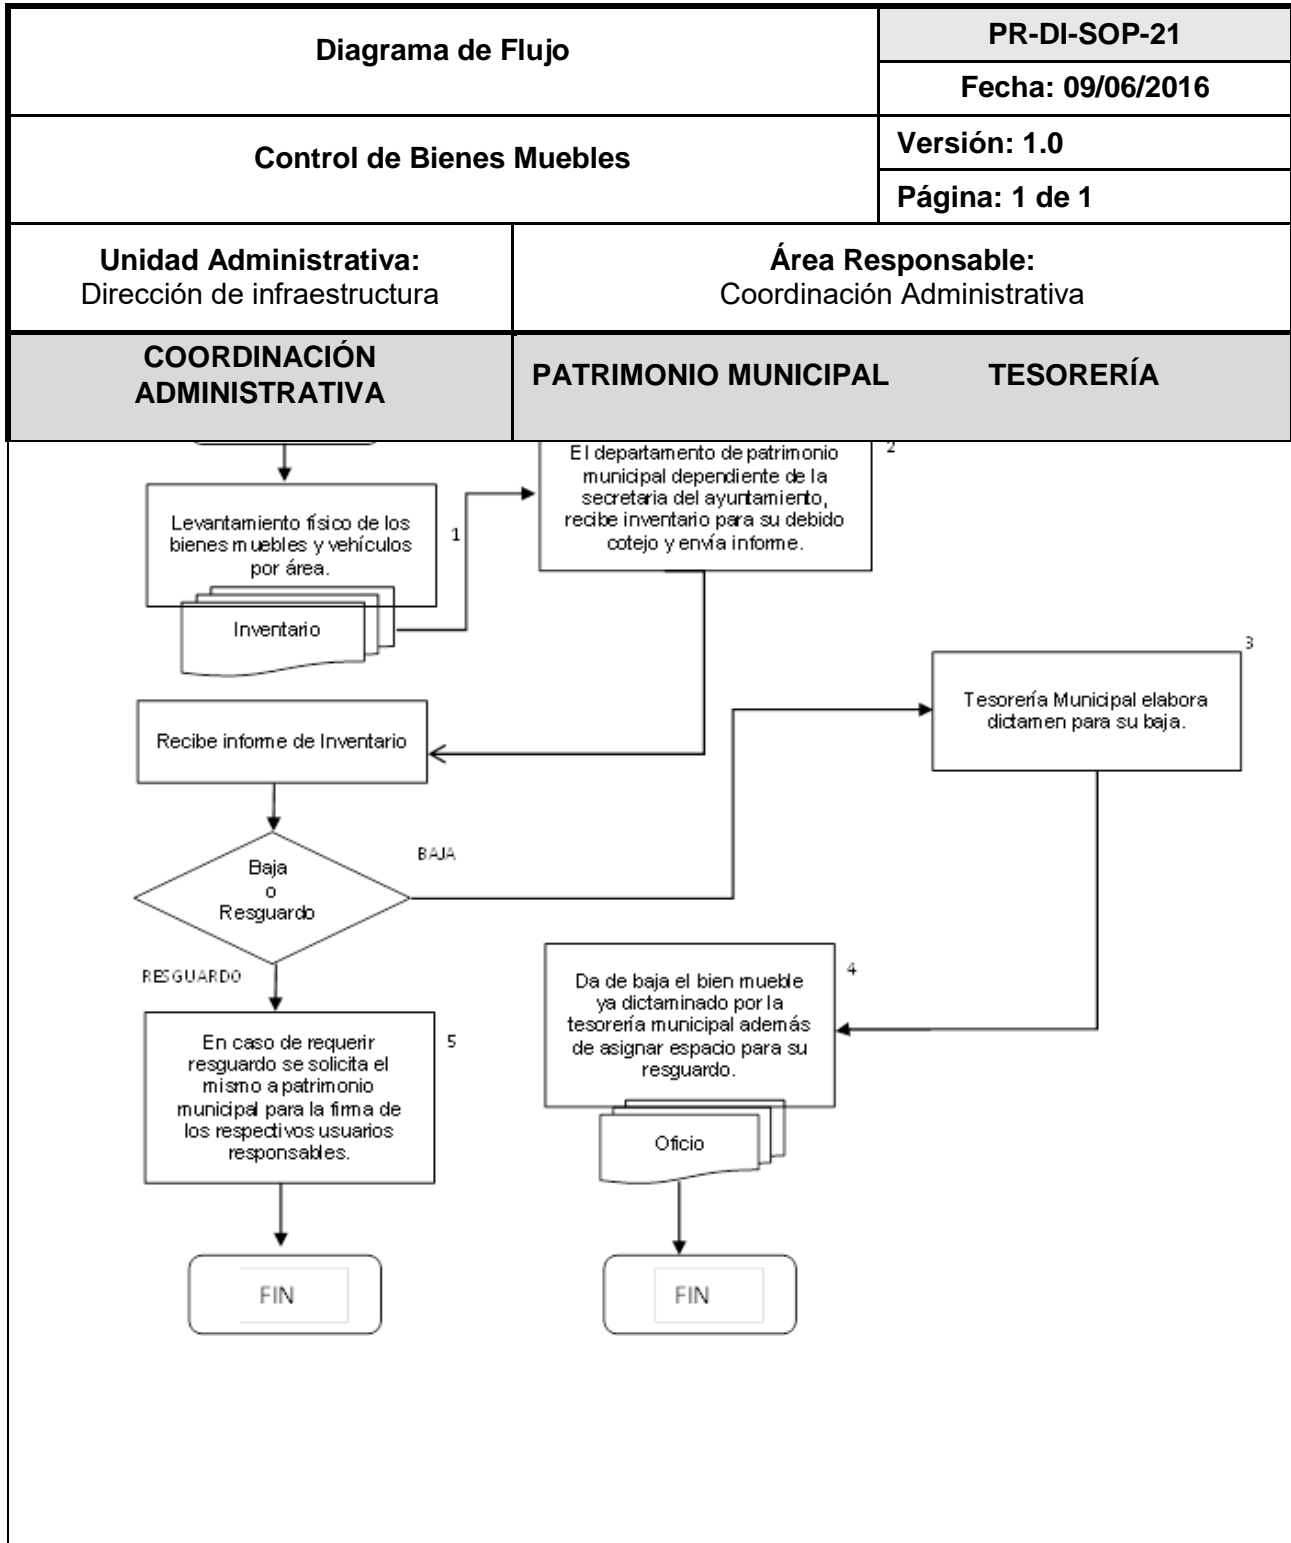 Diagrama de Flujo
PR-DI-SOP-21
Fecha: 09/06/2016
Control de Bienes Muebles
Versión: 1.0
Página: 1 de 1
Unidad Administrativa:
Dirección de infraestructura
Área Responsable:
Coordinación Administrativa
COORDINACIÓN
ADMINISTRATIVA
PATRIMONIO MUNICIPAL
TESORERÍA
El departamento de patrimonio
municipal dependiente de la
secretaria del ayuntamiento,
recibe inventario para su debido
cotejo y envía informe.
2
Levantamiento físico de los
bienes muebles y vehículos
por área.
1
Inventario
3
Tesorería Municipal elabora
dictamen para su baja.
Recibe informe de Inventario
Baja
o
Resguardo
BAJA
RESGUARDO
Da de baja el bien mueble
ya dictaminado por la
tesorería municipal además
de asignar espacio para su
resguardo.
4
En caso de requerir
resguardo se solicita el
mismo a patrimonio
municipal para la firma de
los respectivos usuarios
responsables.
5
Oficio
FIN
FIN